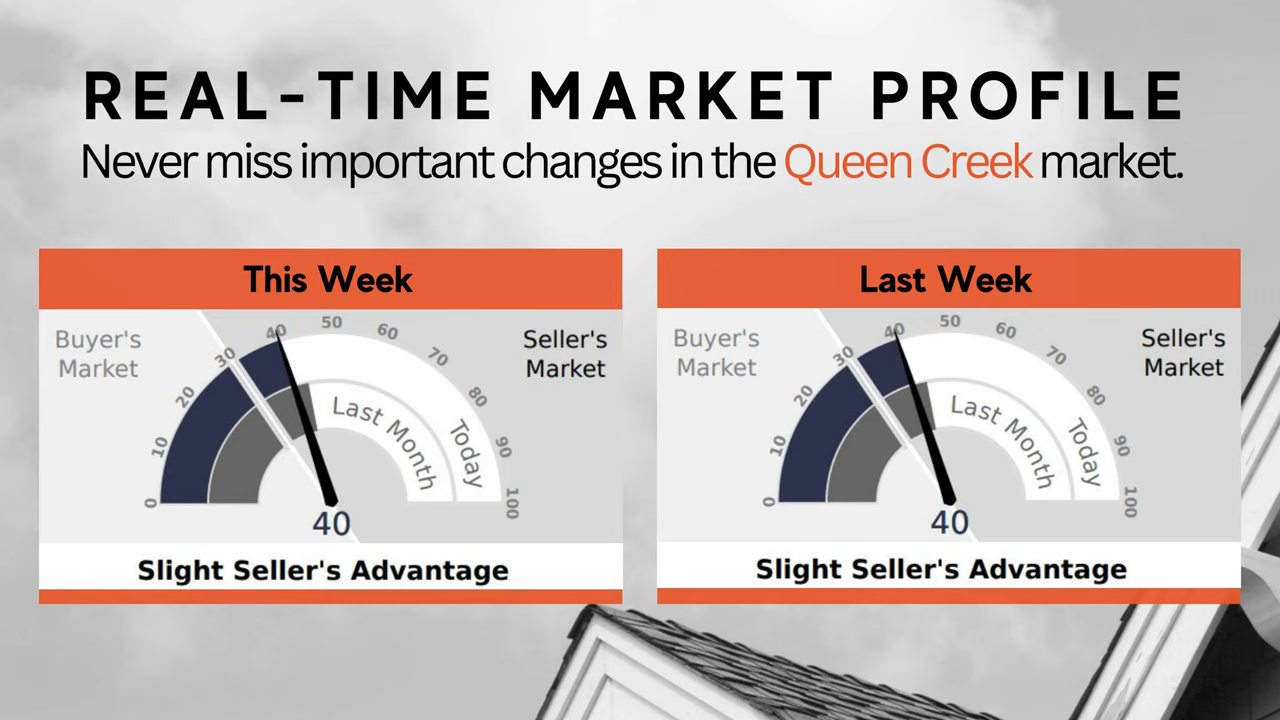 REAL-TIME MARKET PROFILE
Never miss important changes in the Queen Creek market.
This Week
Buyer's
Market
Seller's
Market
0
10
20
30
40
50
60
70
80
90
100
Last Month
Today
40
Slight Seller's Advantage
Last Week
Buyer's
Market
Seller's
Market
0
10
20
30
40
50
60
70
80
90
100
Last Month
Today
40
Slight Seller's Advantage